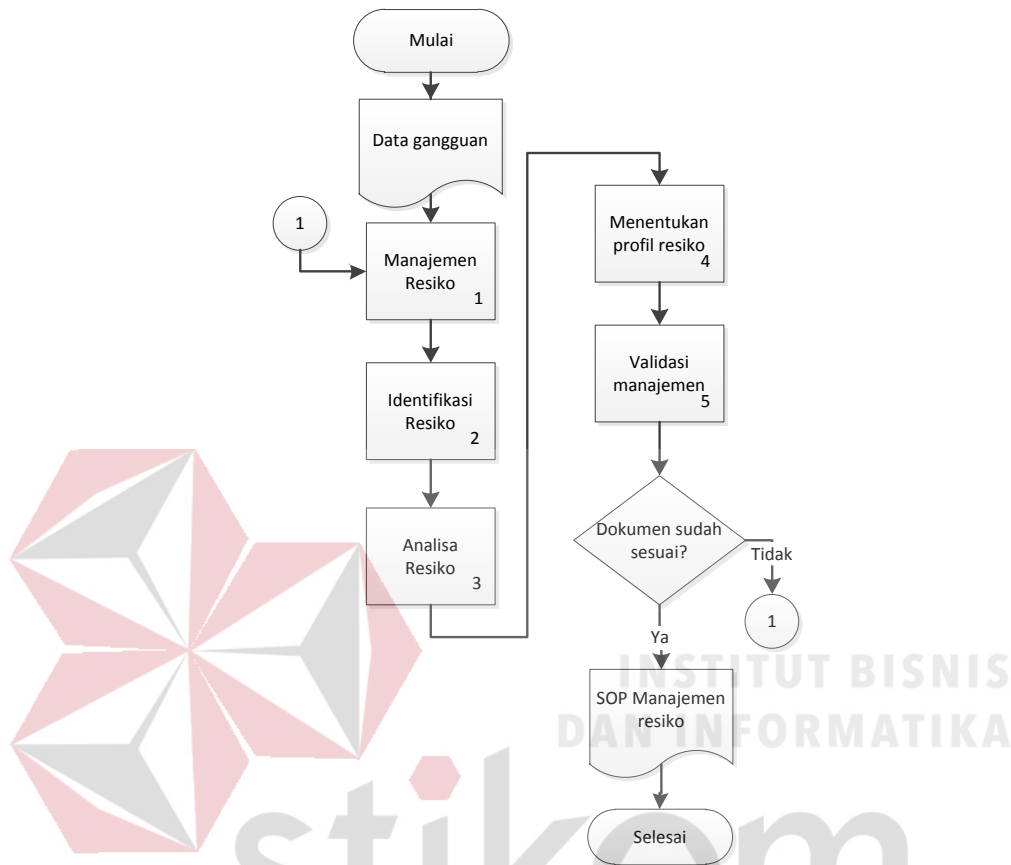 Mulai
Data gangguan
1
Manajemen
Resiko
1
Identifikasi
Resiko
2
Analisa
Resiko
3
Menentukan
profil resiko
4
Validasi
manajemen
5
Dokumen sudah
sesuai?
Tidak
1
Ya
SOP Manajemen
resiko
Selesai
INSTITUT BISNIS
DAN INFORMATIKA
stikom